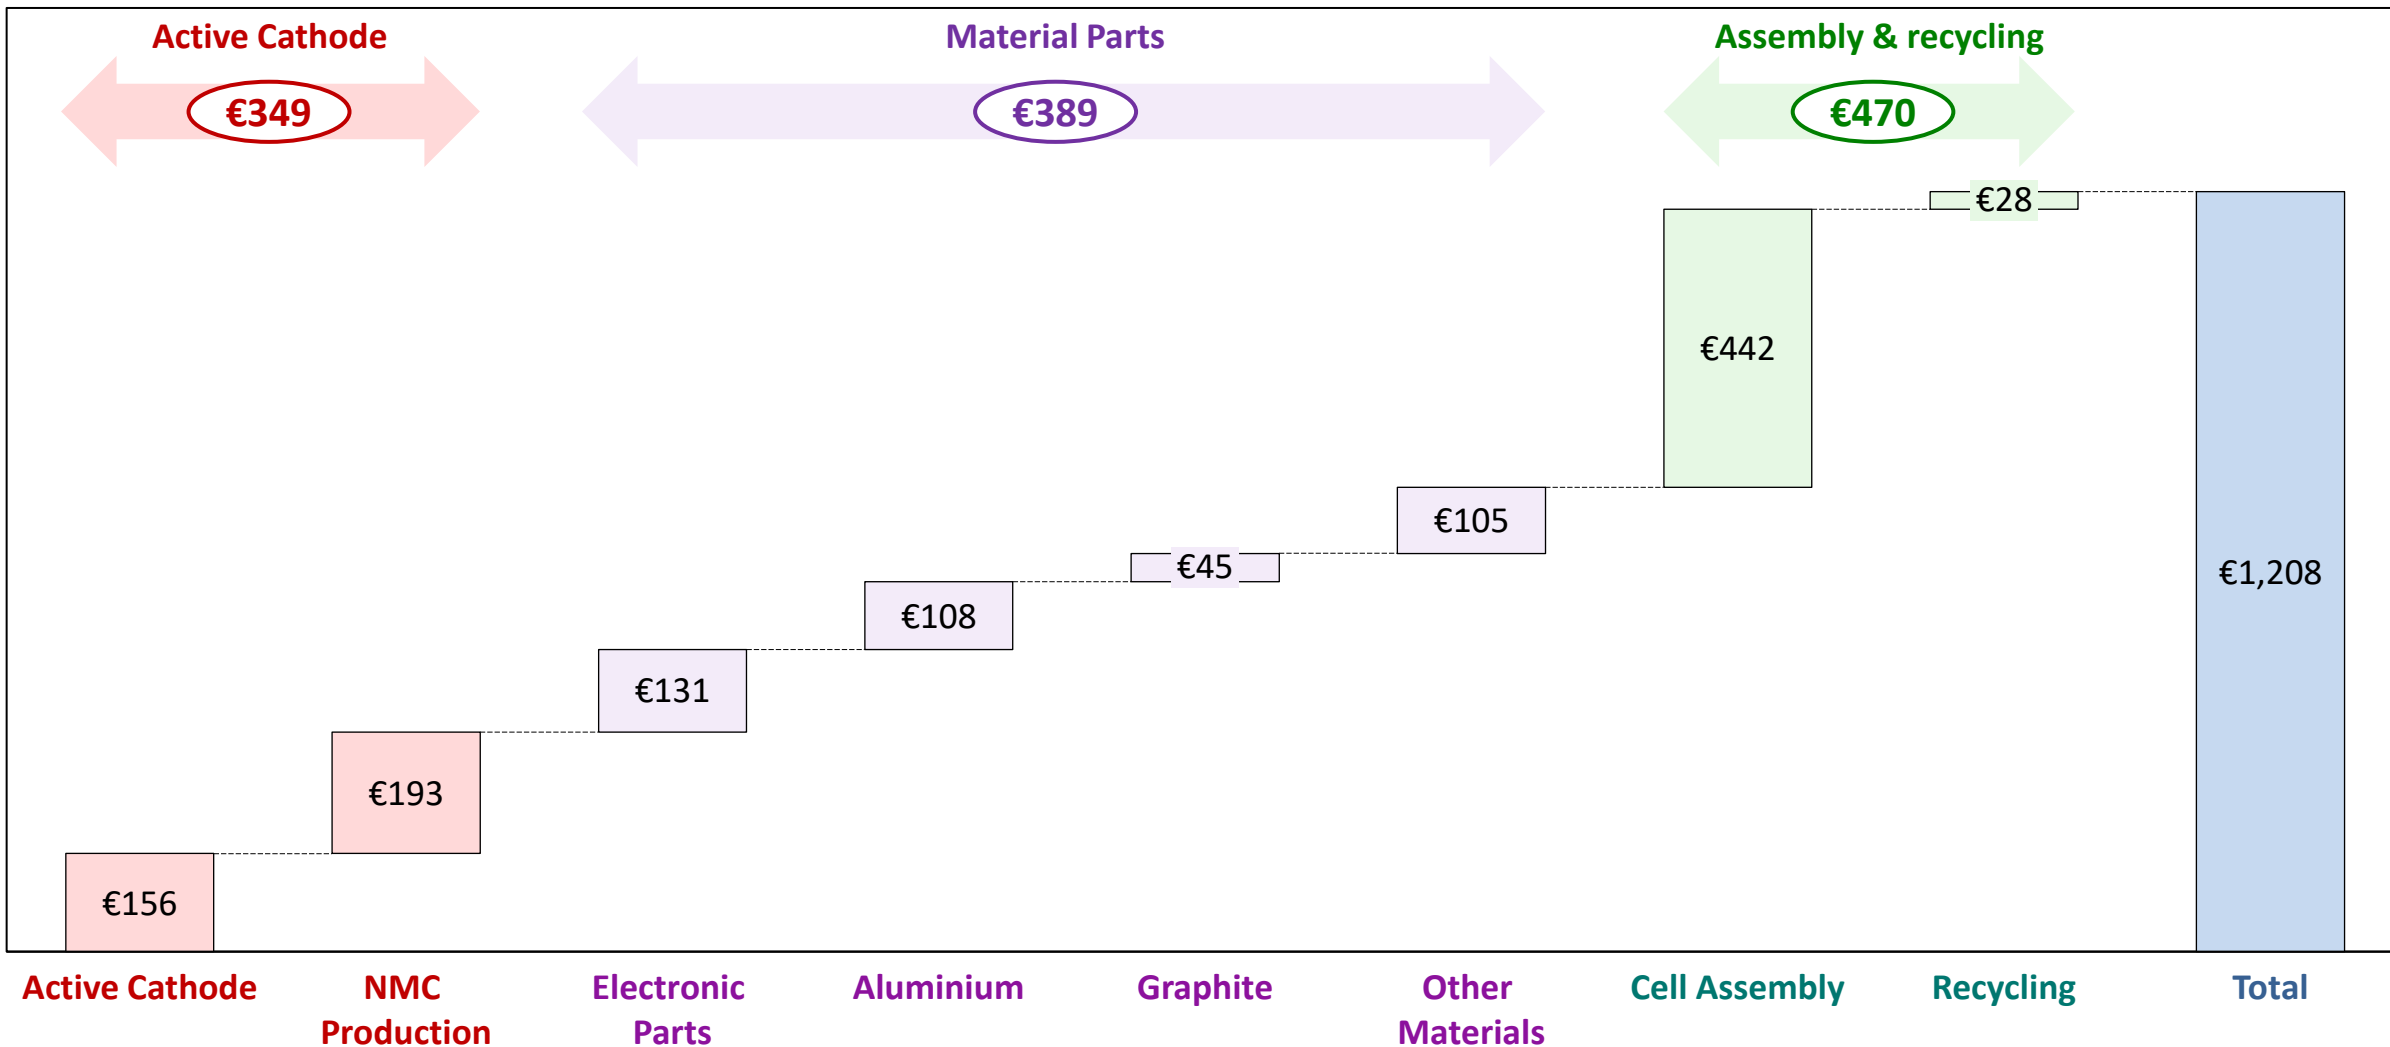 Active Cathode
Material Parts
Assembly & recycling
€349
€389
€470
€28
€442
€105
€45
€1,208
€108
€131
€193
€156
Active Cathode
NMC
Production
Electronic
Parts
Aluminium
Graphite
Other
Materials
Cell Assembly
Recycling
Total